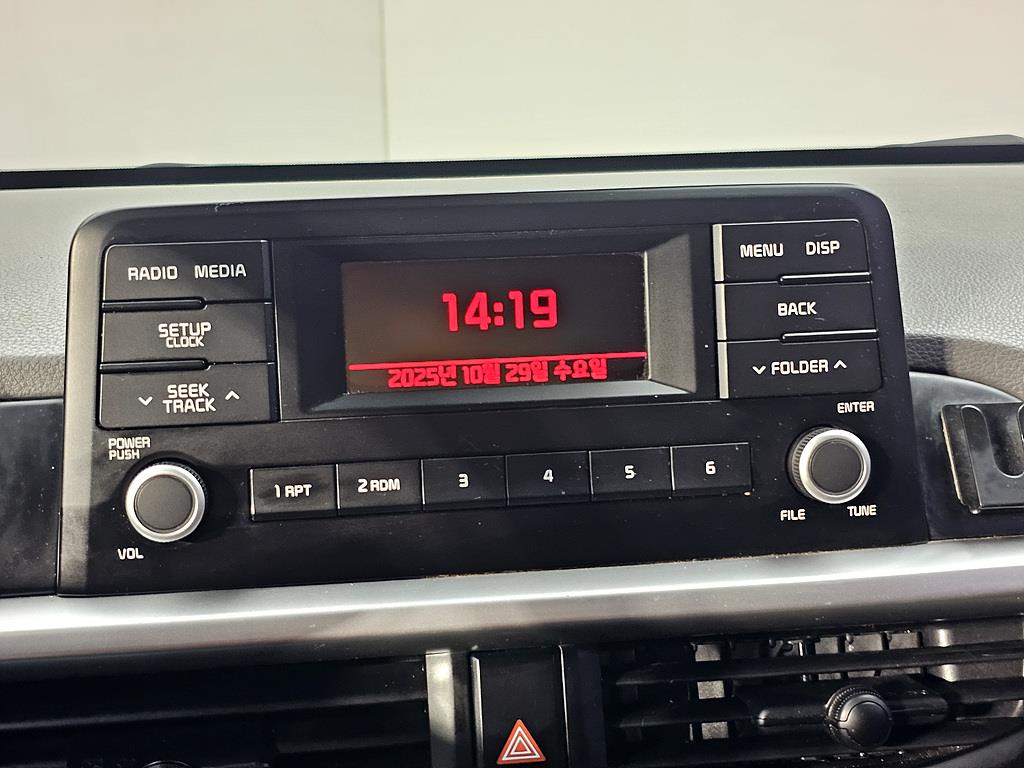 RADIO MEDIA
SETUP
CLOCK
SEEK
TRACK
POWER
PUSH
VOL
14:19
2025년 10월 29일 수요일
1 RPT
2 RDM
3
4
5
6
MENU DISP
BACK
FOLDER
ENTER
FILE
TUNE